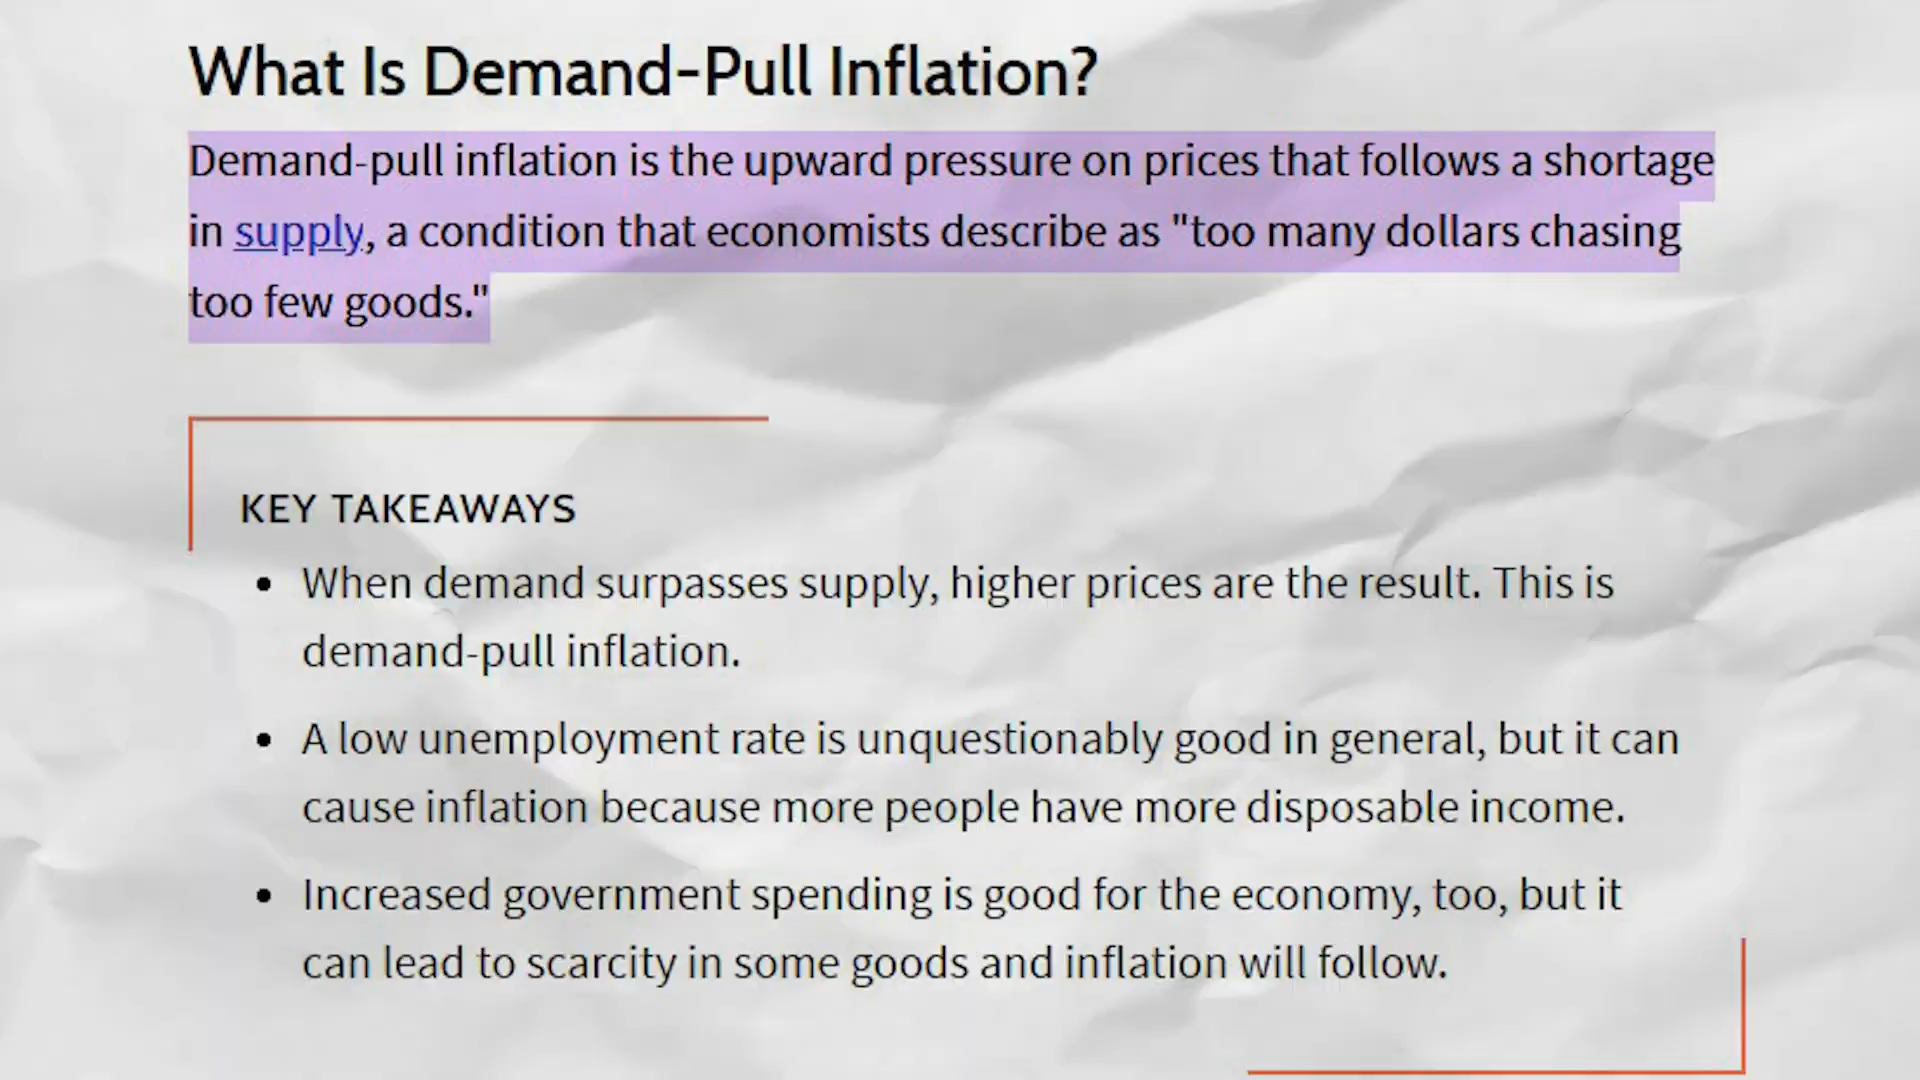 What Is Demand-Pull Inflation?
Demand-pull inflation is the upward pressure on prices that follows a shortage
in supply, a condition that economists describe as "too many dollars chasing
too few goods."
KEY TAKEAWAYS
• When demand surpasses supply, higher prices are the result. This is
demand-pull inflation.
• A low unemployment rate is unquestionably good in general, but it can
cause inflation because more people have more disposable income.
• Increased government spending is good for the economy, too, but it
can lead to scarcity in some goods and inflation will follow.